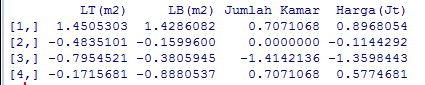 LT(m2) LB(m2) Jumlah Kamar Harga(Jt)
[1,] 1.4505303 1.4286082 0.7071068 0.8968054
[2,] -0.4835101 -0.1599600 0.0000000 -0.1144292
[3,] -0.7954521 -0.3805945 -1.4142136 -1.3598443
[4,] -0.1715681 -0.8880537 0.7071068 0.5774681